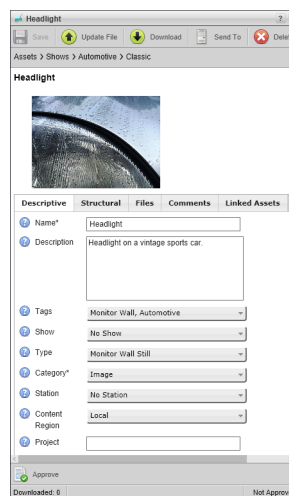 Headlight ?
Save Update File Download Send To Dele
Assets > Shows > Automotive > Classic
Headlight
Descriptive Structural Files Comments Linked Assets
? Name* Headlight
? Description Headlight on a vintage sports car.
? Tags Monitor Wall, Automotive
? Show No Show
? Type Monitor Wall Still
? Category* Image
? Station No Station
? Content Local
Region
? Project
Approve
Downloaded: 0 Not Approv